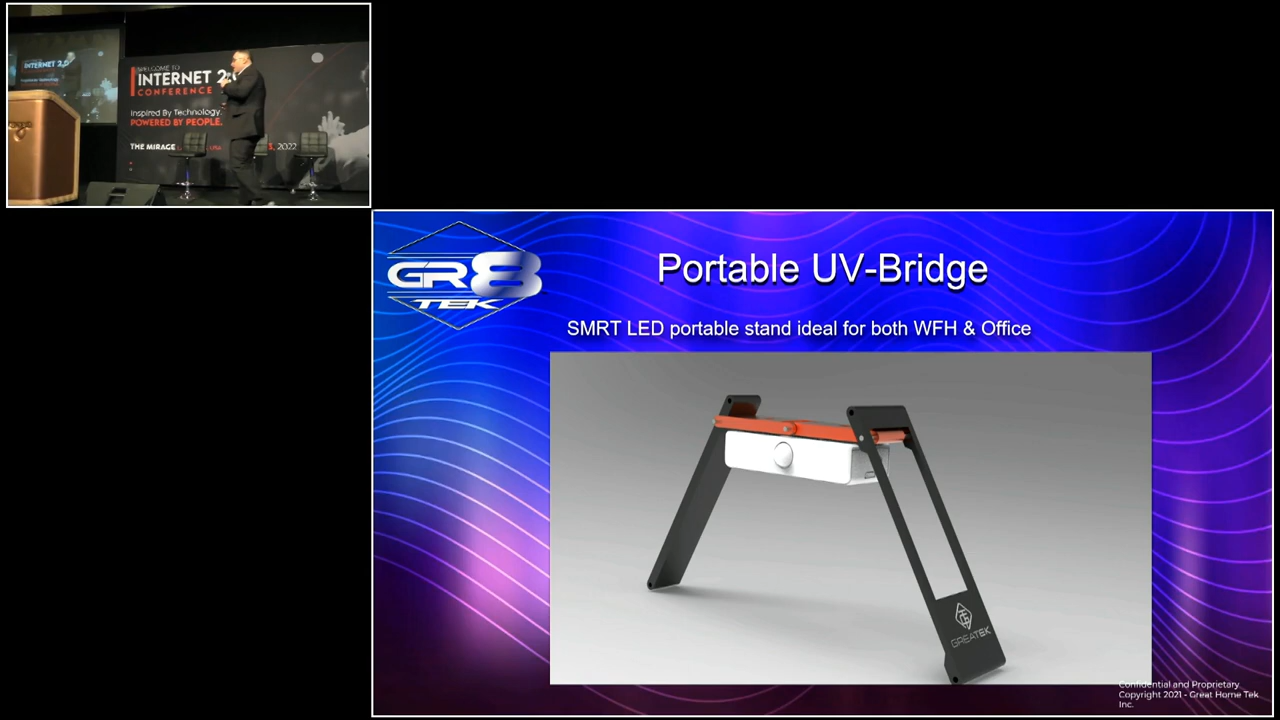 INTERNET 2.0
WELCOME TO
INTERNET 2.
CONFERENCE
Inspired By Technology.
POWERED BY PEOPLE.
THE MIRAGE
USA
2022
GR8
TEK
Portable UV-Bridge
SMRT LED portable stand ideal for both WFH & Office
GREATEK
Confidential and Proprietary
Copyright 2021 - Great Home Tek
Inc.